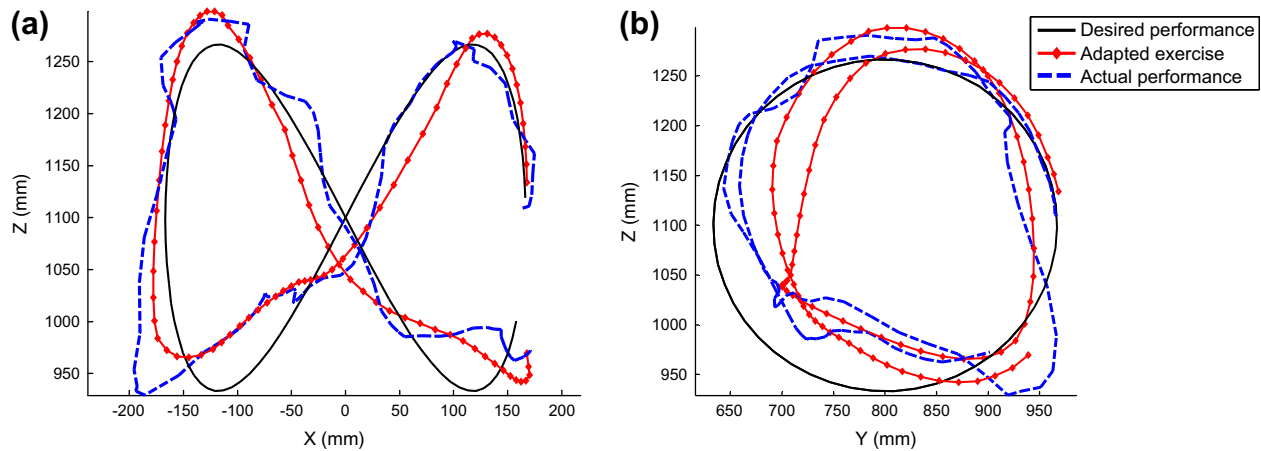 (a)
Z (mm)
1250
1200
1150
1100
1050
1000
950
-200 -150 -100 -50 0 50 100 150 200
X (mm)
(b)
Z (mm)
1250
1200
1150
1100
1050
1000
950
650 700 750 800 850 900 950
Y (mm)
Desired performance
Adapted exercise
Actual performance